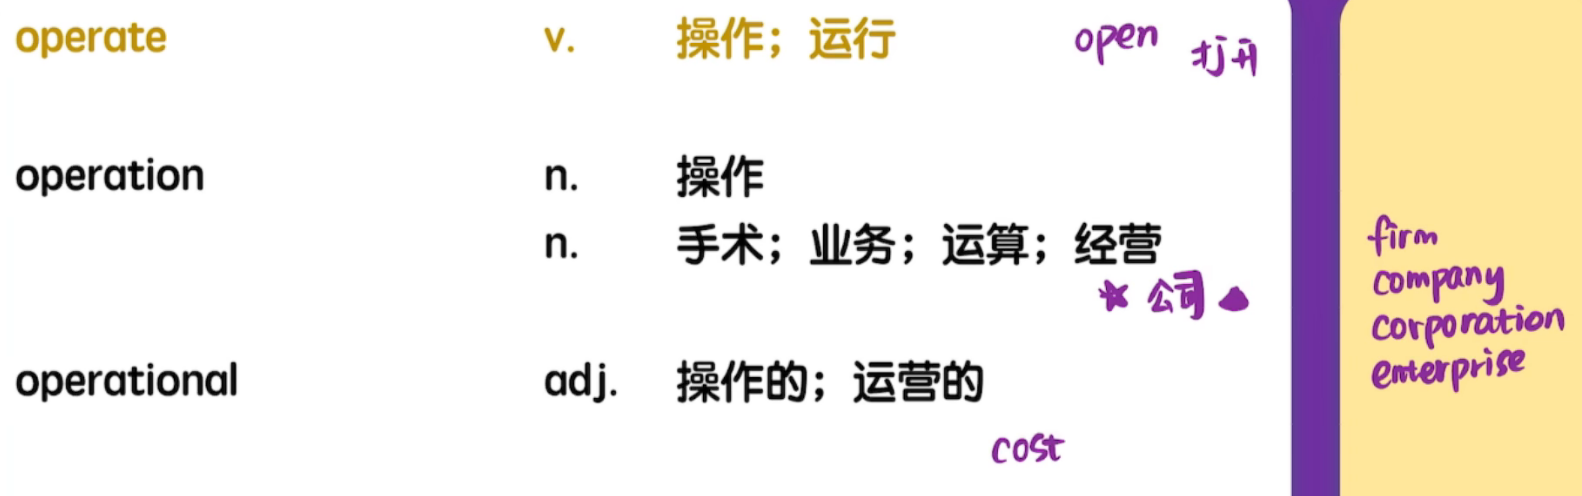 operate v. 操作；运行 open 打开
operation n. 操作
n. 手术；业务；运算；经营
公司
operational adj. 操作的；运营的
cost
firm
company
corporation
enterprise